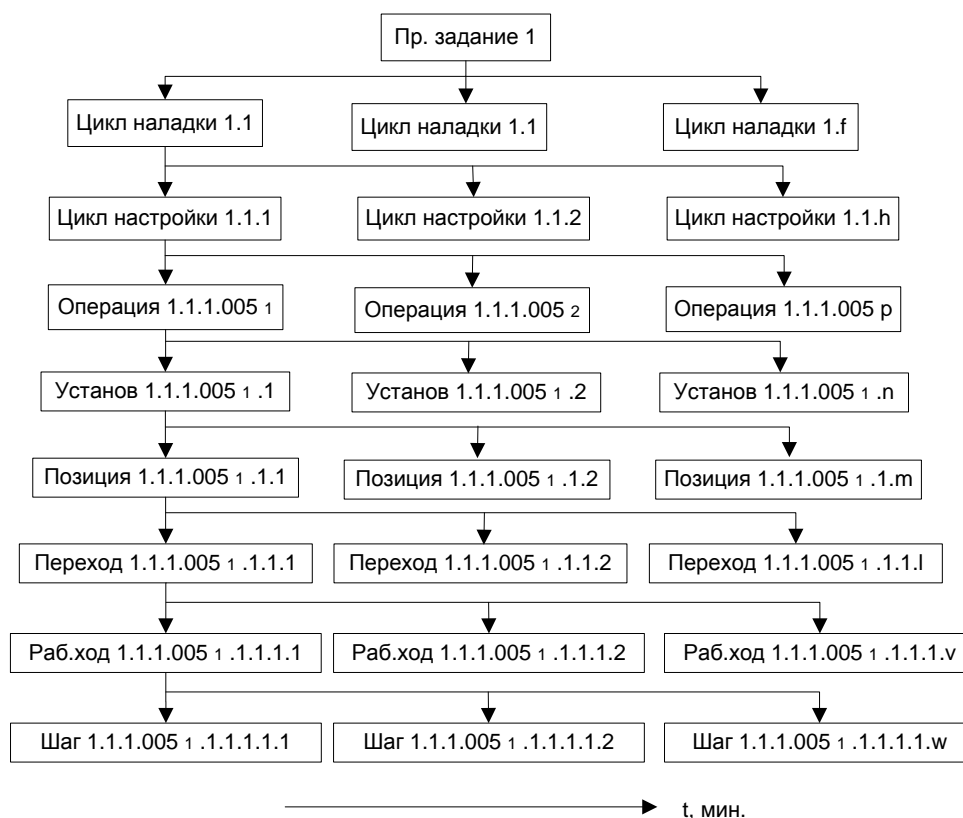 Пр. задание 1
Цикл наладки 1.1
Цикл наладки 1.1
Цикл наладки 1.f
Цикл настройки 1.1.1
Цикл настройки 1.1.2
Цикл настройки 1.1.h
Операция 1.1.1.005 1
Операция 1.1.1.005 2
Операция 1.1.1.005 p
Установ 1.1.1.005 1 .1
Установ 1.1.1.005 1 .2
Установ 1.1.1.005 1 .n
Позиция 1.1.1.005 1 .1.1
Позиция 1.1.1.005 1 .1.2
Позиция 1.1.1.005 1 .1.m
Переход 1.1.1.005 1 .1.1.1
Переход 1.1.1.005 1 .1.1.2
Переход 1.1.1.005 1 .1.1.l
Раб.ход 1.1.1.005 1 .1.1.1.1
Раб.ход 1.1.1.005 1 .1.1.1.2
Раб.ход 1.1.1.005 1 .1.1.1.v
Шаг 1.1.1.005 1 .1.1.1.1.1
Шаг 1.1.1.005 1 .1.1.1.1.2
Шаг 1.1.1.005 1 .1.1.1.1.w
t, мин.